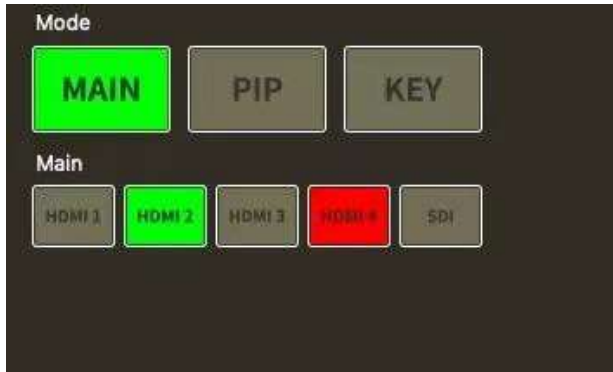 Mode
MAIN PIP KEY
Main
HDMI 1 HDMI 2 HDMI 3 HDMI 4 SDI